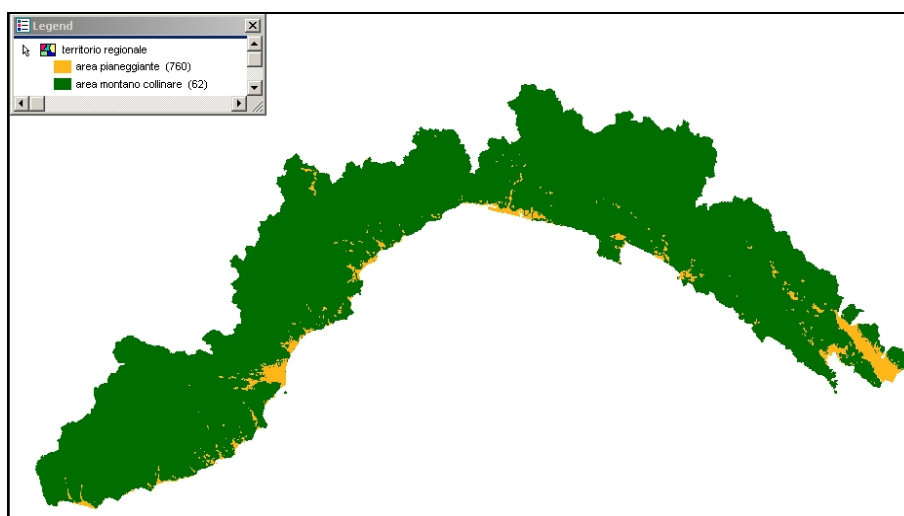 Legend
territorio regionale
area pianeggiante (760)
area montano collinare (62)